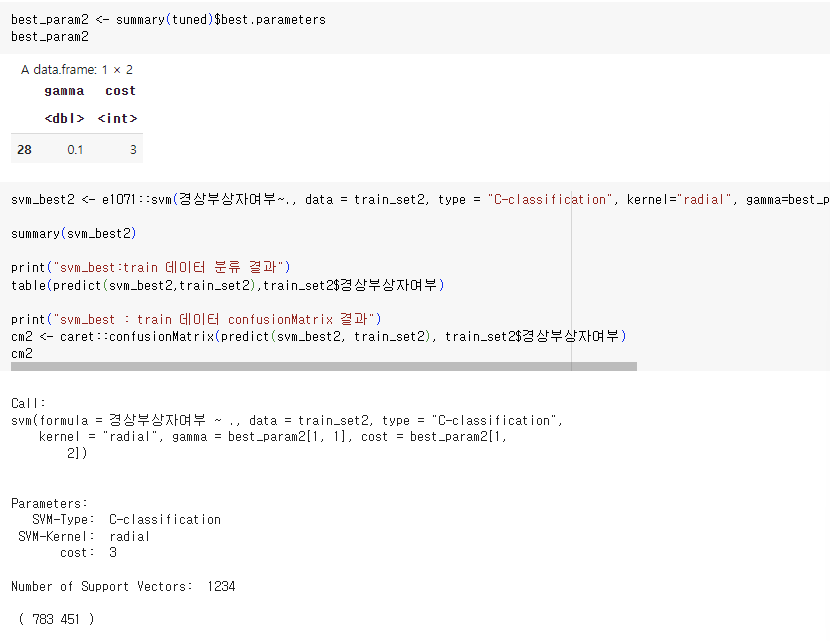 best_param2 <- summary(tuned)$best.parameters
best_param2
A data.frame: 1 × 2
gamma cost
<dbl> <int>
28 0.1 3
svm_best2 <- e1071::svm(경상부상자여부~., data = train_set2, type = "C-classification", kernel="radial", gamma=best_p
summary(svm_best2)
print("svm_best:train 데이터 분류 결과")
table(predict(svm_best2,train_set2),train_set2$경상부상자여부)
print("svm_best : train 데이터 confusionMatrix 결과")
cm2 <- caret::confusionMatrix(predict(svm_best2, train_set2), train_set2$경상부상자여부)
cm2
Call:
svm(formula = 경상부상자여부 ~ ., data = train_set2, type = "C-classification",
kernel = "radial", gamma = best_param2[1, 1], cost = best_param2[1,
2])
Parameters:
SVM-Type: C-classification
SVM-Kernel: radial
cost: 3
Number of Support Vectors: 1234
( 783 451 )